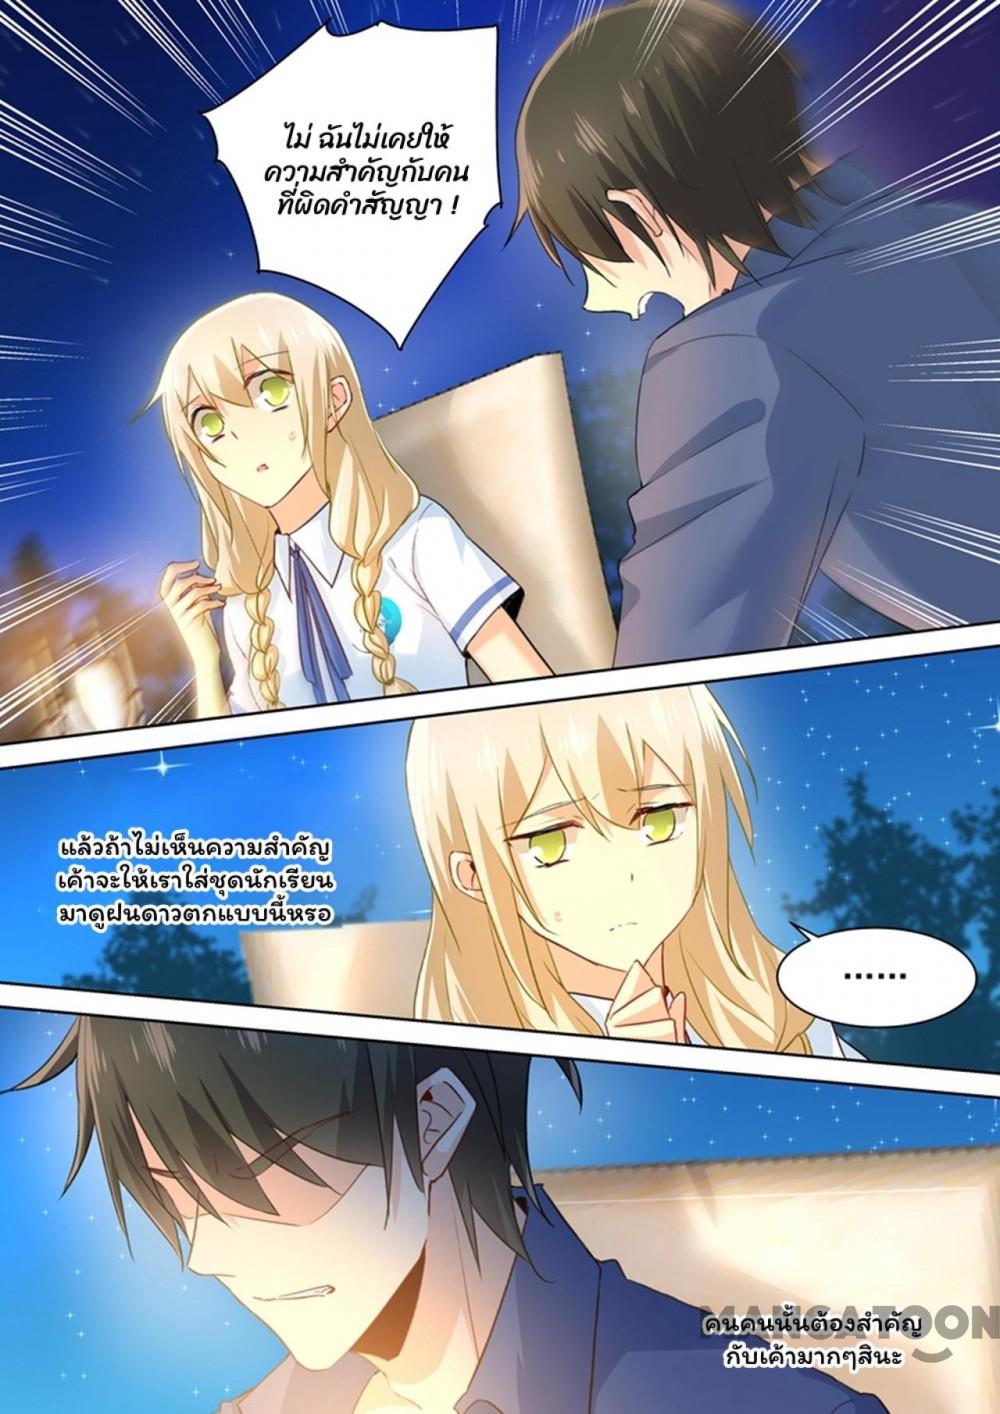 ไม่ ฉันไม่เคยให้
ความสำคัญกับคน
ที่ผิดคำสัญญา !
แล้วถ้าไม่เห็นความสำคัญ
เค้าจะให้เราใส่ชุดนักเรียน
มาดูฝนดาวตกแบบนี้หรอ
......
MANGATOON
คนคนนั้นต้องสำคัญ
กับเค้ามากๆสินะ